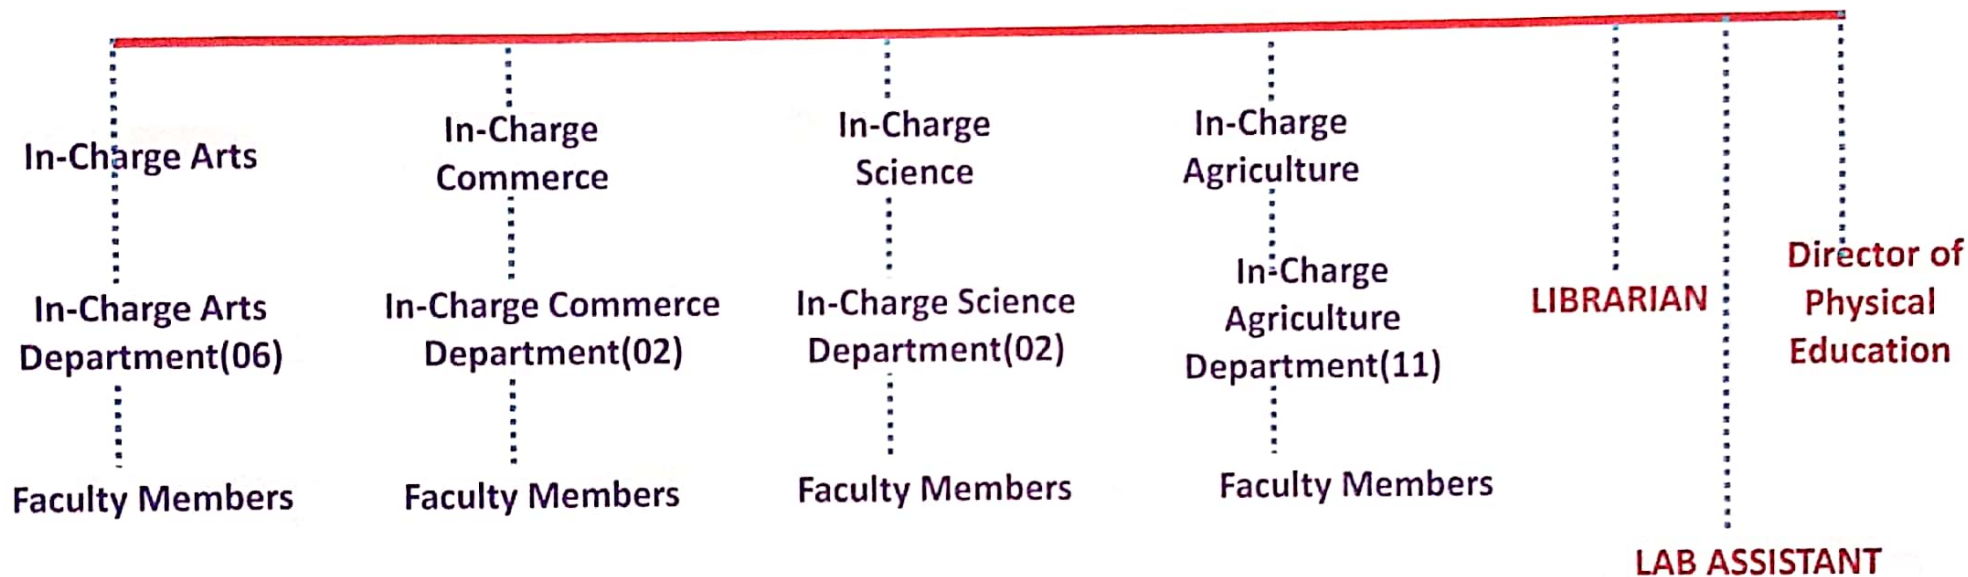 In-Charge Arts
In-Charge
Commerce
In-Charge
Science
In-Charge
Agriculture
In-Charge Arts
Department(06)
In-Charge Commerce
Department(02)
In-Charge Science
Department(02)
In-Charge
Agriculture
Department(11)
LIBRARIAN
Director of
Physical
Education
Faculty Members
Faculty Members
Faculty Members
Faculty Members
LAB ASSISTANT